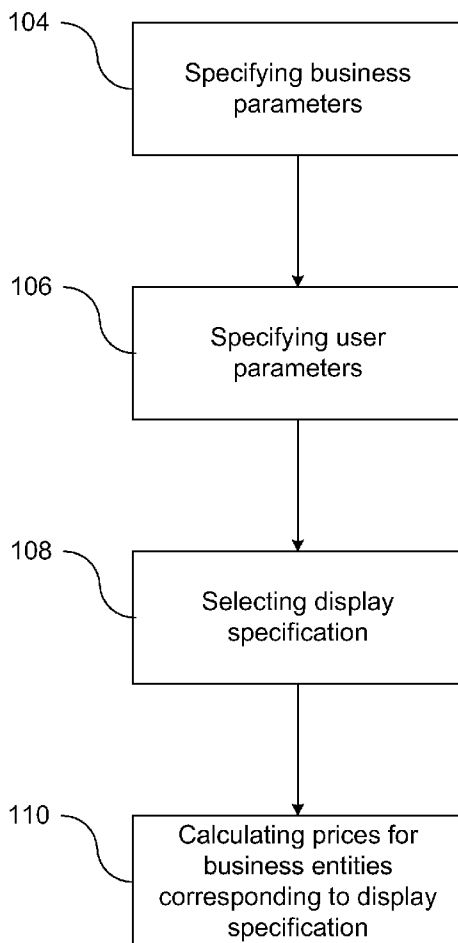 104
Specifying business
parameters
106
Specifying user
parameters
108
Selecting display
specification
110
Calculating prices for
business entities
corresponding to display
specification